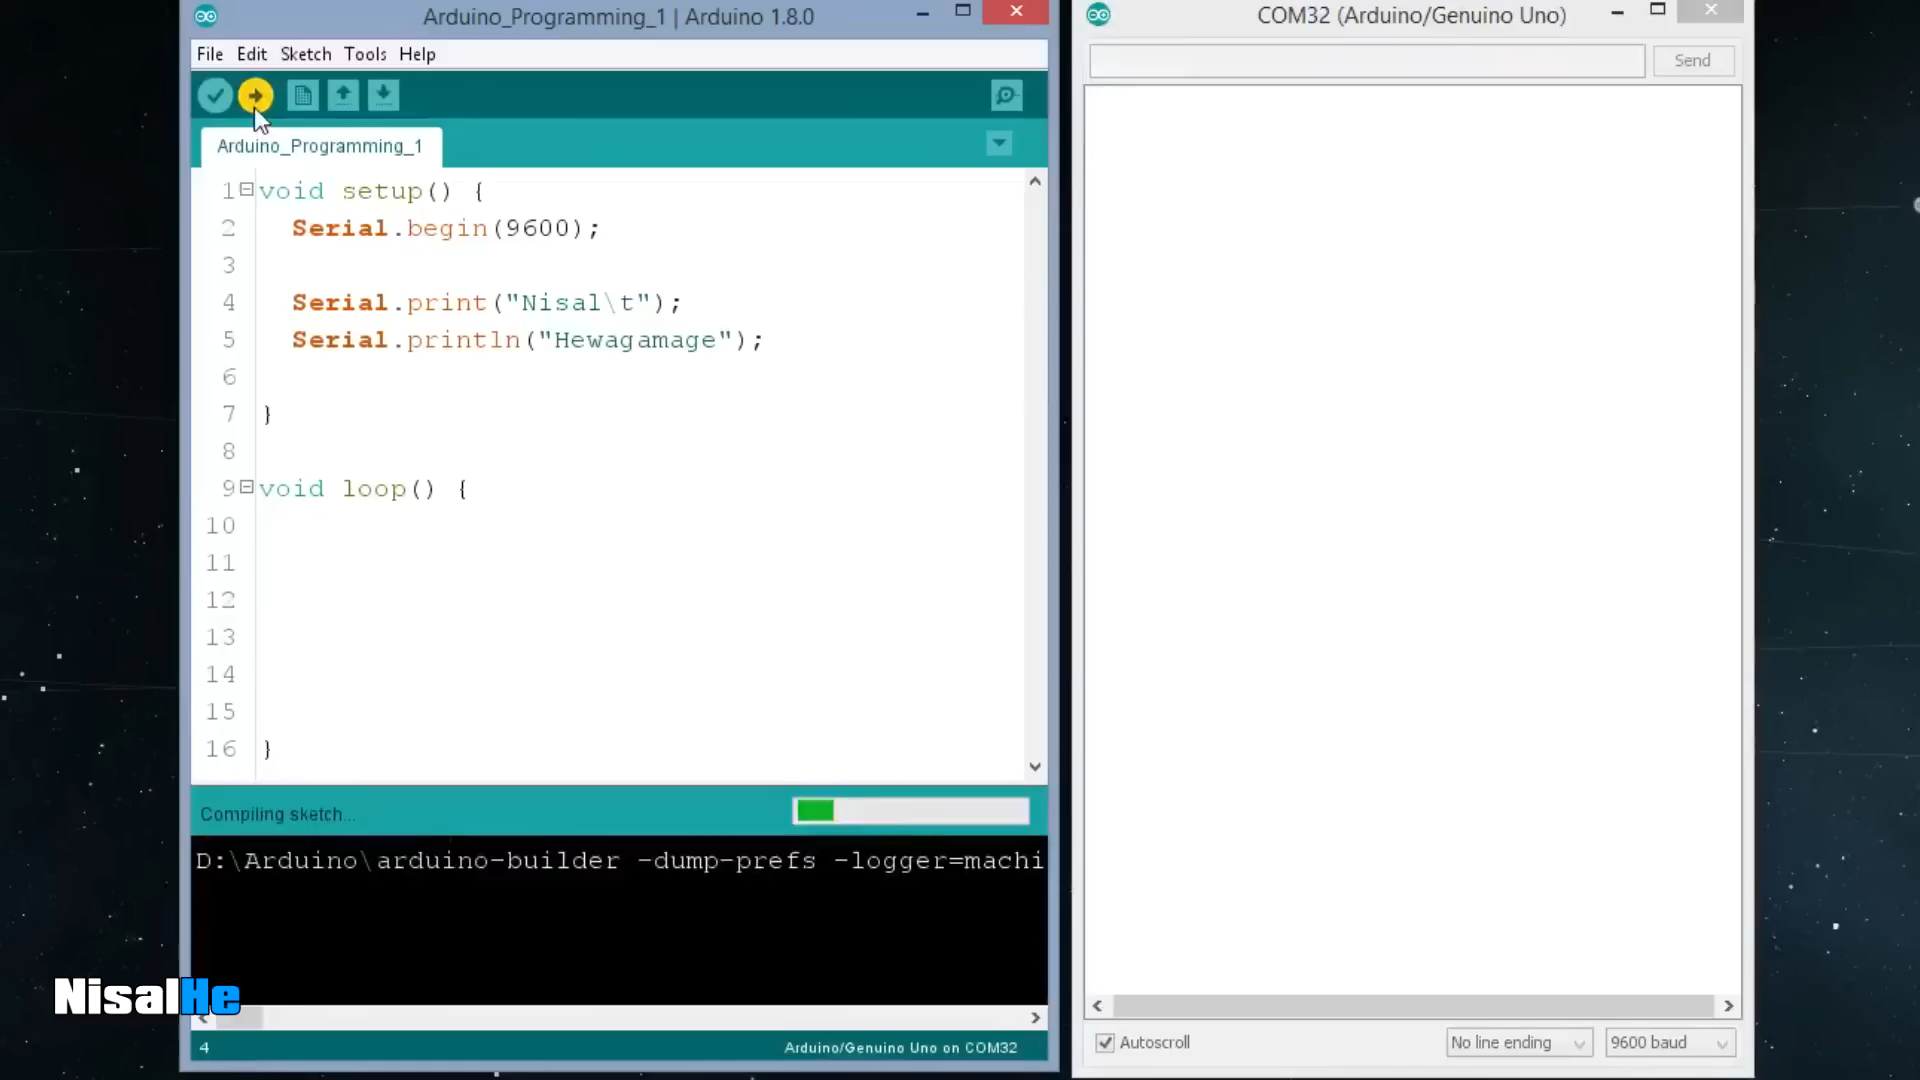 Arduino_Programming_1 | Arduino 1.8.0
File Edit Sketch Tools Help
Arduino_Programming_1
1 void setup() {
2 Serial.begin(9600);
3
4 Serial.print("Nisal\t");
5 Serial.println("Hewagamage");
6
7 }
8
9 void loop() {
10
11
12
13
14
15
16 }
Compiling sketch...
D:\Arduino\arduino-builder -dump-prefs -logger=machi
4 Arduino/Genuino Uno on COM32
NisalHe
COM32 (Arduino/Genuino Uno)
Send
Autoscroll No line ending 9600 baud